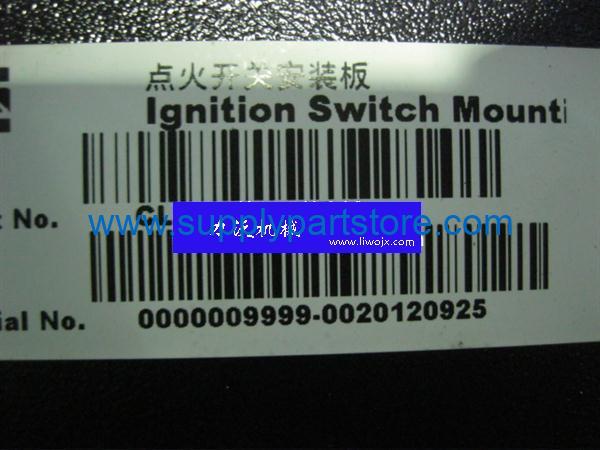 点火开关安装板
Ignition Switch Mounti
No.
www.supplypartstore.com
www.liwojx.com
ial No.
0000009999-0020120925